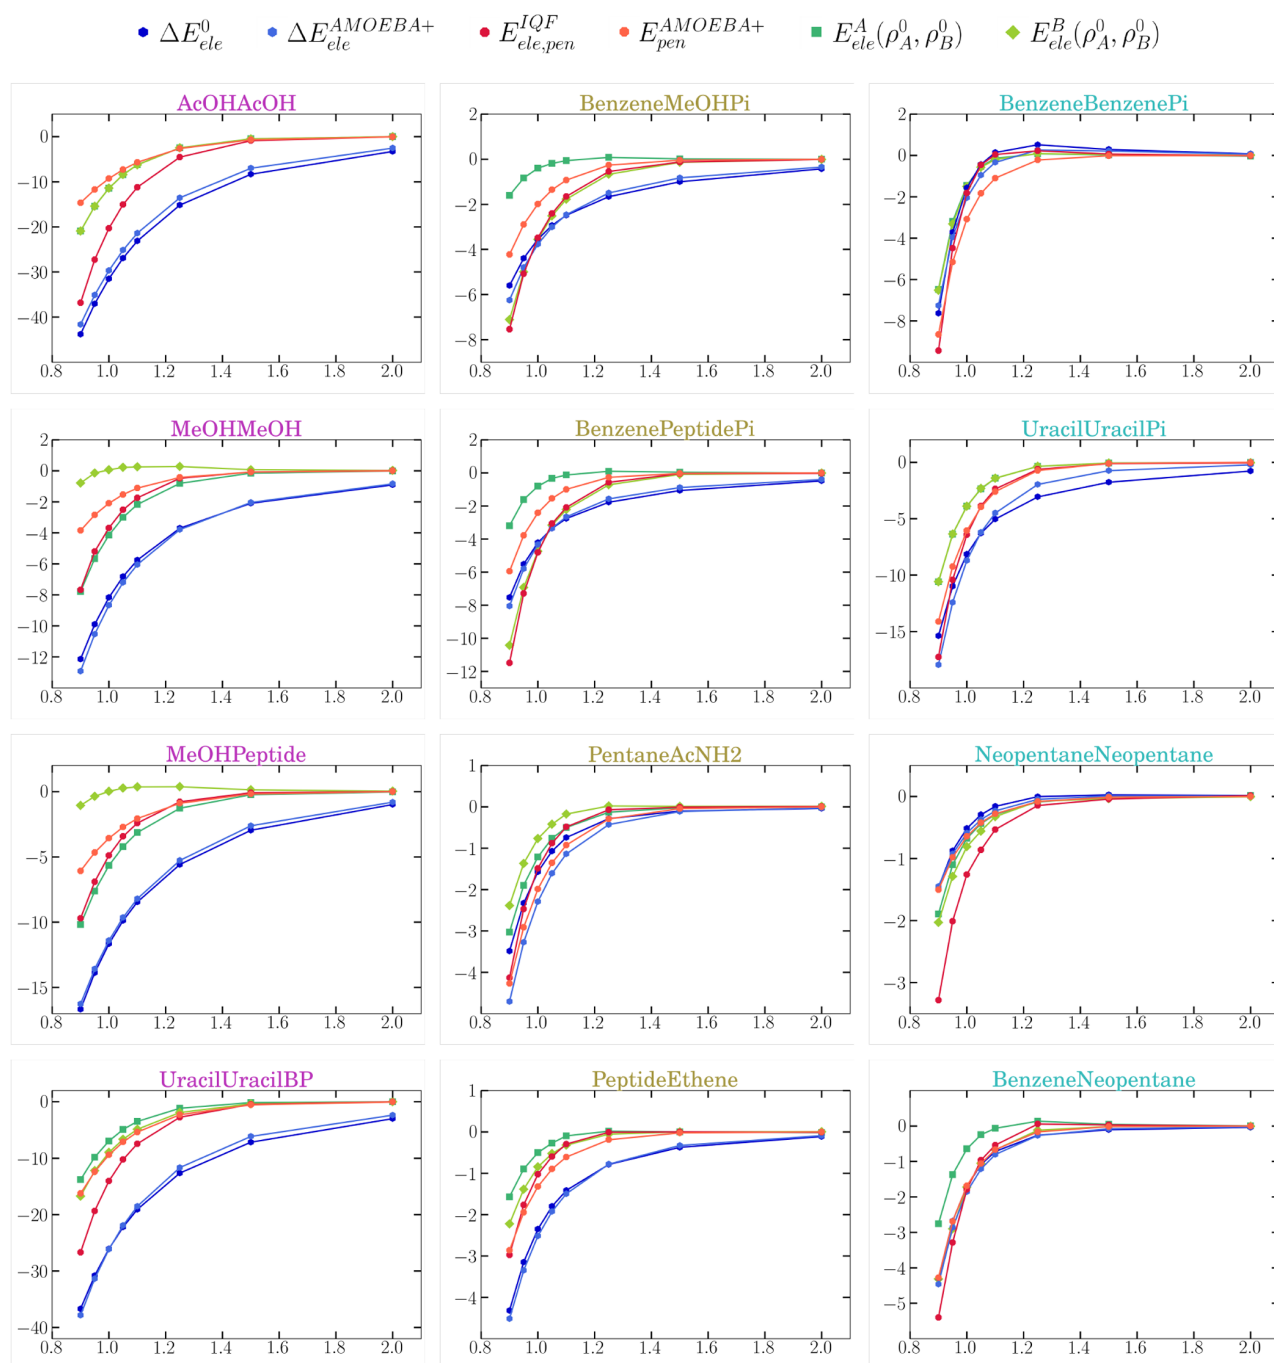 ΔE⁰ₑₗₑ ΔE^{AMOEBA+}_{ele} E^{IQF}_{ele,pen} E^{AMOEBA+}_{pen} E^{A}_{ele}(ρ^{0}_{A}, ρ^{0}_{B}) E^{B}_{ele}(ρ^{0}_{A}, ρ^{0}_{B})
AcOHAcOH
0
−10
−20
−30
−40
0.8 1.0 1.2 1.4 1.6 1.8 2.0
BenzeneMeOHPi
2
0
−2
−4
−6
−8
0.8 1.0 1.2 1.4 1.6 1.8 2.0
BenzeneBenzenePi
2
0
−2
−4
−6
−8
0.8 1.0 1.2 1.4 1.6 1.8 2.0
MeOHMeOH
2
0
−2
−4
−6
−8
−10
−12
0.8 1.0 1.2 1.4 1.6 1.8 2.0
BenzenePeptidePi
2
0
−2
−4
−6
−8
−10
−12
0.8 1.0 1.2 1.4 1.6 1.8 2.0
UracilUracilPi
0
−5
−10
−15
0.8 1.0 1.2 1.4 1.6 1.8 2.0
MeOHPeptide
0
−5
−10
−15
0.8 1.0 1.2 1.4 1.6 1.8 2.0
PentaneAcNH2
1
0
−1
−2
−3
−4
0.8 1.0 1.2 1.4 1.6 1.8 2.0
NeopentaneNeopentane
0
−1
−2
−3
0.8 1.0 1.2 1.4 1.6 1.8 2.0
UracilUracilBP
0
−10
−20
−30
−40
0.8 1.0 1.2 1.4 1.6 1.8 2.0
PeptideEthene
1
0
−1
−2
−3
−4
0.8 1.0 1.2 1.4 1.6 1.8 2.0
BenzeneNeopentane
0
−1
−2
−3
−4
−5
0.8 1.0 1.2 1.4 1.6 1.8 2.0